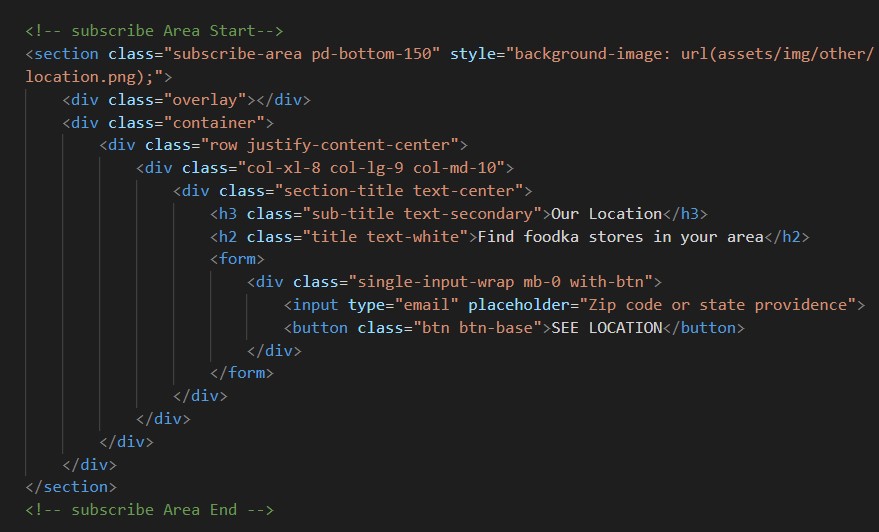 <!-- subscribe Area Start-->
<section class="subscribe-area pd-bottom-150" style="background-image: url(assets/img/other/
location.png);">
    <div class="overlay"></div>
    <div class="container">
        <div class="row justify-content-center">
            <div class="col-xl-8 col-lg-9 col-md-10">
                <div class="section-title text-center">
                    <h3 class="sub-title text-secondary">Our Location</h3>
                    <h2 class="title text-white">Find foodka stores in your area</h2>
                    <form>
                        <div class="single-input-wrap mb-0 with-btn">
                            <input type="email" placeholder="Zip code or state providence">
                            <button class="btn btn-base">SEE LOCATION</button>
                        </div>
                    </form>
                </div>
            </div>
        </div>
    </div>
</section>
<!-- subscribe Area End -->